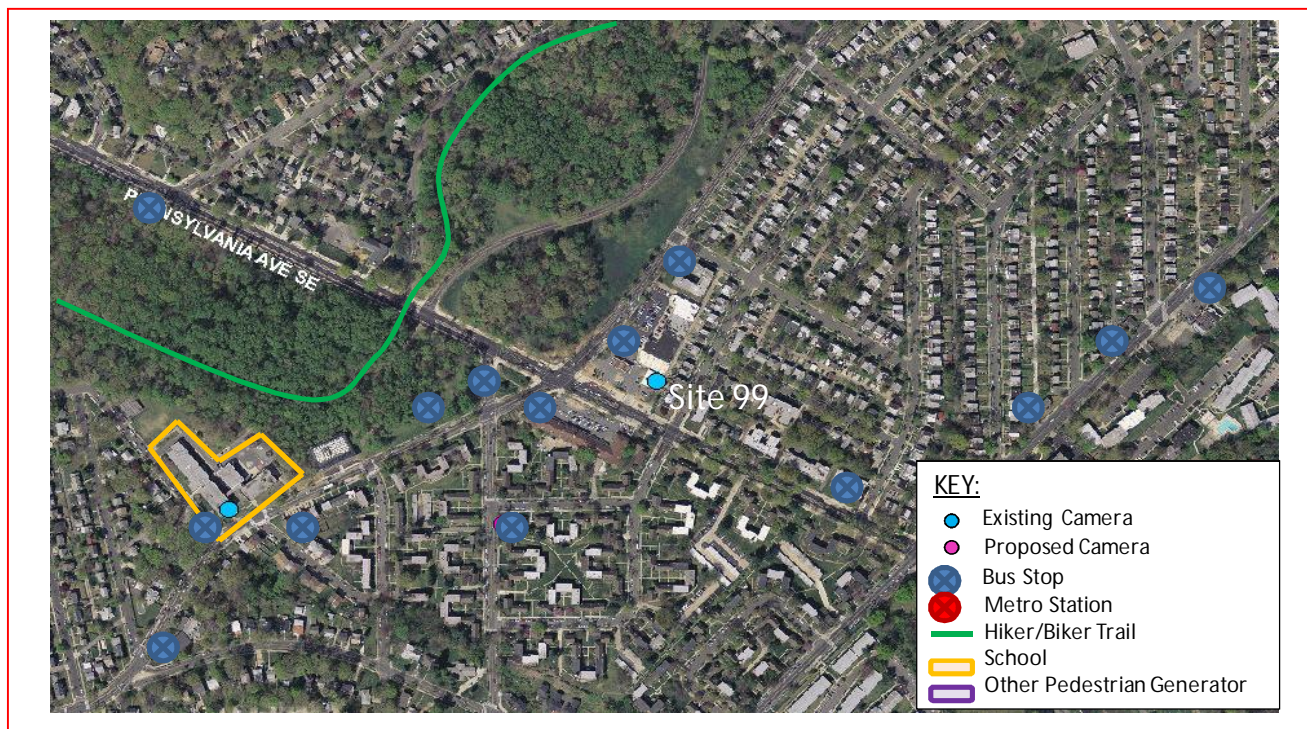 PENNSYLVANIA AVE SE
Site 99
KEY:
Existing Camera
Proposed Camera
Bus Stop
Metro Station
Hiker/Biker Trail
School
Other Pedestrian Generator